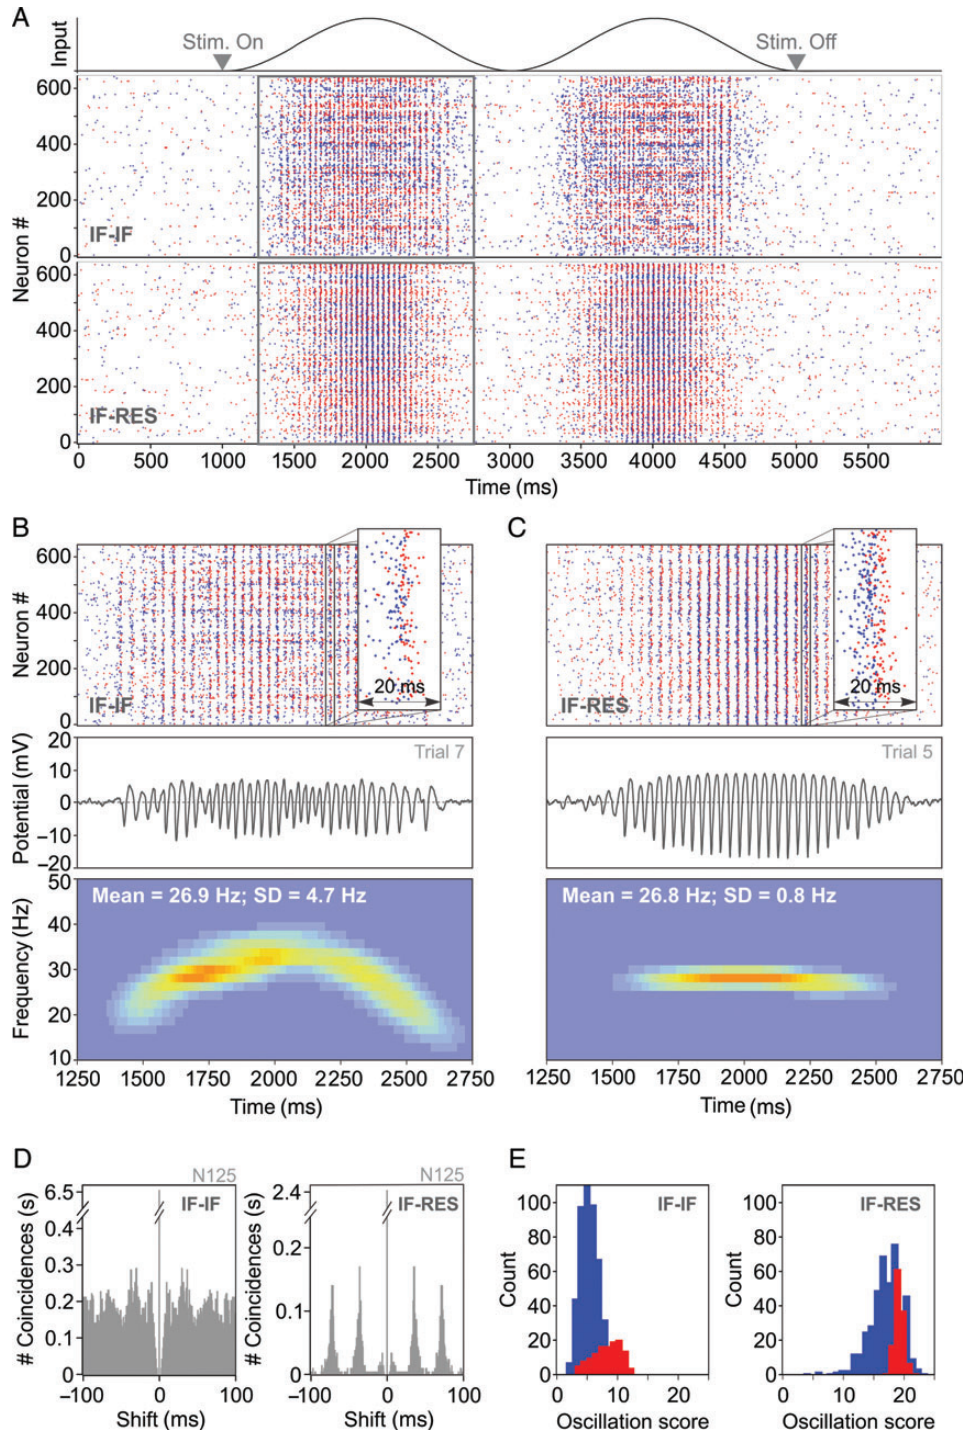 A
Input
Stim. On
Stim. Off
600
400
200
0
IF-IF
Neuron #
600
400
200
0
IF-RES
0 500 1000 1500 2000 2500 3000 3500 4000 4500 5000 5500
Time (ms)
B
Neuron #
600
400
200
0
IF-IF
20 ms
Potential (mV)
20
10
0
−10
−20
Trial 7
Frequency (Hz)
50
40
30
20
10
Mean = 26.9 Hz; SD = 4.7 Hz
1250 1500 1750 2000 2250 2500 2750
Time (ms)
C
IF-RES
20 ms
Trial 5
Mean = 26.8 Hz; SD = 0.8 Hz
1250 1500 1750 2000 2250 2500 2750
Time (ms)
D
N125
IF-IF
# Coincidences (s)
6.5
0.4
0.3
0.2
0.1
0
−100 0 100
Shift (ms)
N125
IF-RES
# Coincidences (s)
2.4
0.2
0.1
0
−100 0 100
Shift (ms)
E
IF-IF
Count
100
80
60
40
20
0
0 10 20
Oscillation score
IF-RES
Count
100
80
60
40
20
0
0 10 20
Oscillation score